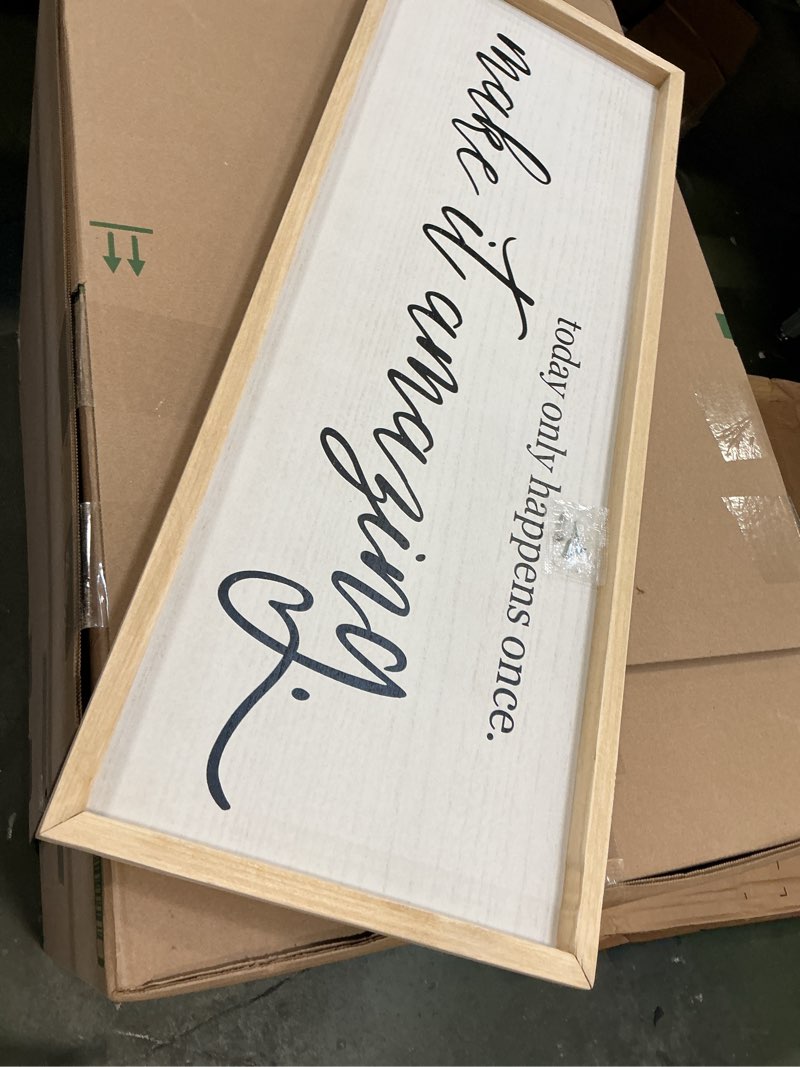 today only happens once.
make it amazing.